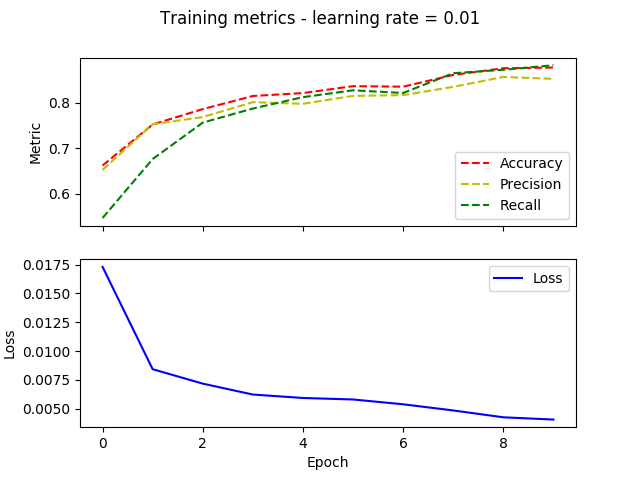 Training metrics - learning rate = 0.01
0.8
0.7
0.6
Metric
Accuracy
Precision
Recall
0.0175
0.0150
0.0125
0.0100
0.0075
0.0050
Loss
Loss
0 2 4 6 8
Epoch